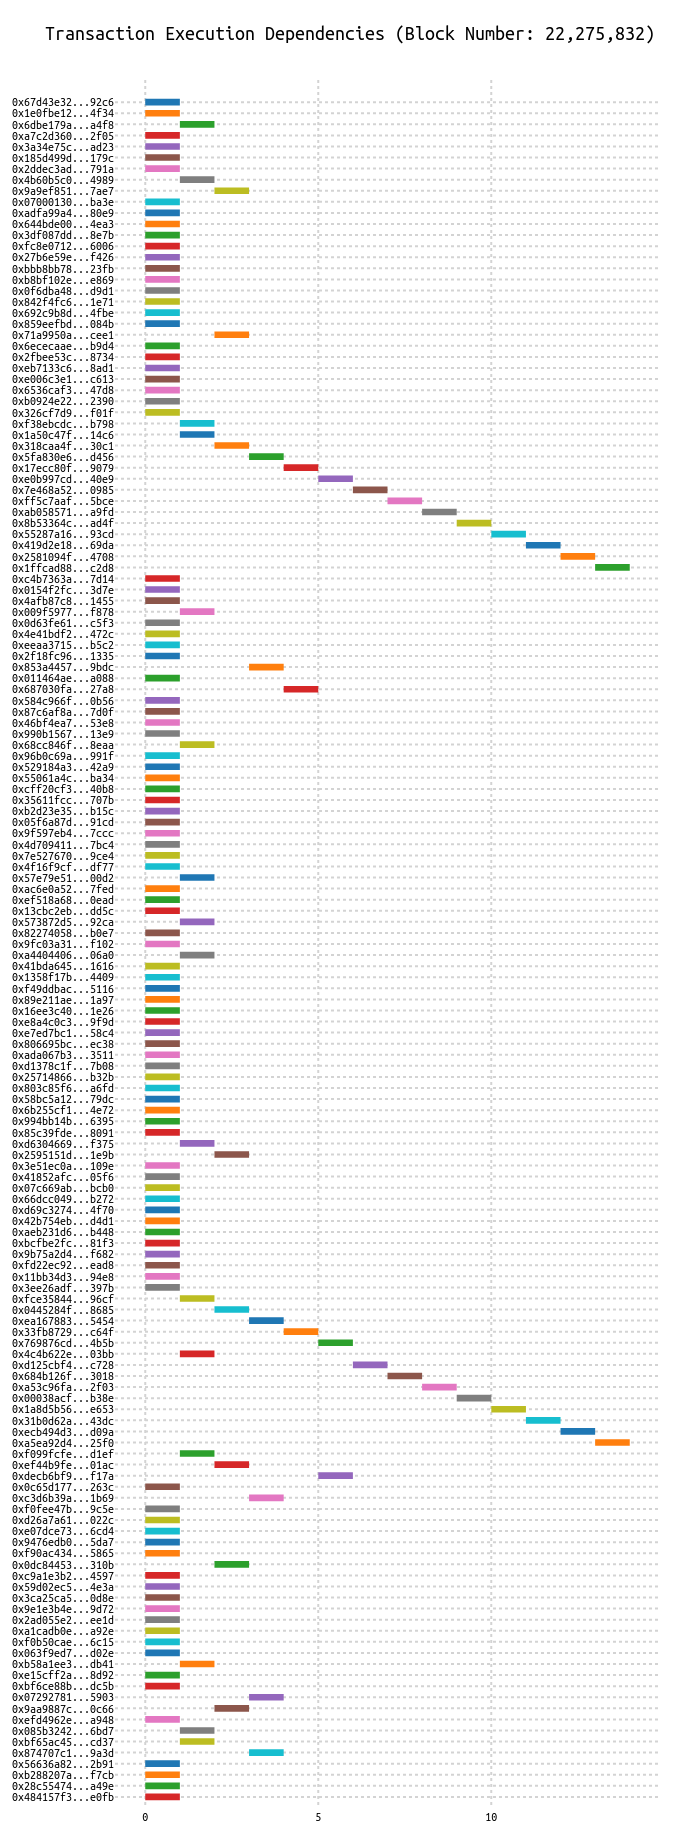 Transaction Execution Dependencies (Block Number: 22,275,832)
0x67d43e32...92c6
0x1e0fbe12...4f34
0x6dbe179a...a4f8
0xa7c2d360...2f05
0x3a34e75c...ad23
0x185d499d...179c
0x2ddec3ad...791a
0x4b60b5c0...4989
0x9a9ef851...7ae7
0x07000130...ba3e
0xadfa99a4...80e9
0x644bde00...4ea3
0x3df087dd...8e7b
0xfc8e0712...6006
0x27b6e59e...f426
0xbbb8bb78...23fb
0xb8bf102e...e869
0x0f6dba48...d9d1
0x842f4fc6...1e71
0x692c9b8d...4fbe
0x859eefbd...084b
0x71a9950a...cee1
0x6ececaae...b9d4
0x2fbee53c...8734
0xeb7133c6...8ad1
0xe006c3e1...c613
0x6536caf3...47d8
0xb0924e22...2390
0x326cf7d9...f01f
0xf38ebcdc...b798
0x1a50c47f...14c6
0x318caa4f...30c1
0x5fa830e6...d456
0x17ecc80f...9079
0xe0b997cd...40e9
0x7e468a52...0985
0xff5c7aaf...5bce
0xab058571...a9fd
0x8b53364c...ad4f
0x55287a16...93cd
0x419d2e18...69da
0x2581094f...4708
0x1ffcad88...c2d8
0xc4b7363a...7d14
0x0154f2fc...3d7e
0x4afb87c8...1455
0x009f5977...f878
0x0d63fe61...c5f3
0x4e41bdf2...472c
0xeeaa3715...b5c2
0x2f18fc96...1335
0x853a4457...9bdc
0x011464ae...a088
0x687030fa...27a8
0x584c966f...0b56
0x87c6af8a...7d0f
0x46bf4ea7...53e8
0x990b1567...13e9
0x68cc846f...8eaa
0x96b0c69a...991f
0x529184a3...42a9
0x55061a4c...ba34
0xcff20cf3...40b8
0x35611fcc...707b
0xb2d23e35...b15c
0x05f6a87d...91cd
0x9f597eb4...7ccc
0x4d709411...7bc4
0x7e527670...9ce4
0x4f16f9cf...df77
0x57e79e51...00d2
0xac6e0a52...7fed
0xef518a68...0ead
0x13cbc2eb...dd5c
0x573872d5...92ca
0x82274058...b0e7
0x9fc03a31...f102
0xa4404406...06a0
0x41bda645...1616
0x1358f17b...4409
0xf49ddbac...5116
0x89e211ae...1a97
0x16ee3c40...1e26
0xe8a4c0c3...9f9d
0xe7ed7bc1...58c4
0x806695bc...ec38
0xada067b3...3511
0xd1378c1f...7b08
0x25714866...b32b
0x803c85f6...a6fd
0x58bc5a12...79dc
0x6b255cf1...4e72
0x994bb14b...6395
0x85c39fde...8091
0xd6304669...f375
0x2595151d...1e9b
0x3e51ec0a...109e
0x41852afc...05f6
0x07c669ab...bcb0
0x66dcc049...b272
0xd69c3274...4f70
0x42b754eb...d4d1
0xaeb231d6...b448
0xbcfbe2fc...81f3
0x9b75a2d4...f682
0xfd22ec92...ead8
0x11bb34d3...94e8
0x3ee26adf...397b
0xfce35844...96cf
0x0445284f...8685
0xea167883...5454
0x33fb8729...c64f
0x769876cd...4b5b
0x4c4b622e...03bb
0xd125cbf4...c728
0x684b126f...3018
0xa53c96fa...2f03
0x00038acf...b38e
0x1a8d5b56...e653
0x31b0d62a...43dc
0xecb494d3...d09a
0xa5ea92d4...25f0
0xf099fcfe...d1ef
0xef44b9fe...01ac
0xdecb6bf9...f17a
0x0c65d177...263c
0xc3d6b39a...1b69
0xf0fee47b...9c5e
0xd26a7a61...022c
0xe07dce73...6cd4
0x9476edb0...5da7
0xf90ac434...5865
0x0dc84453...310b
0xc9a1e3b2...4597
0x59d02ec5...4e3a
0x3ca25ca5...0d8e
0x9e1e3b4e...9d72
0x2ad055e2...ee1d
0xa1cadb0e...a92e
0xf0b50cae...6c15
0x063f9ed7...d02e
0xb58a1ee3...db41
0xe15cff2a...8d92
0xbf6ce88b...dc5b
0x07292781...5903
0x9aa9887c...0c66
0xefd4962e...a948
0x085b3242...6bd7
0xbf65ac45...cd37
0x874707c1...9a3d
0x56636a82...2b91
0xb288207a...f7cb
0x28c55474...a49e
0x484157f3...e0fb
0 5 10